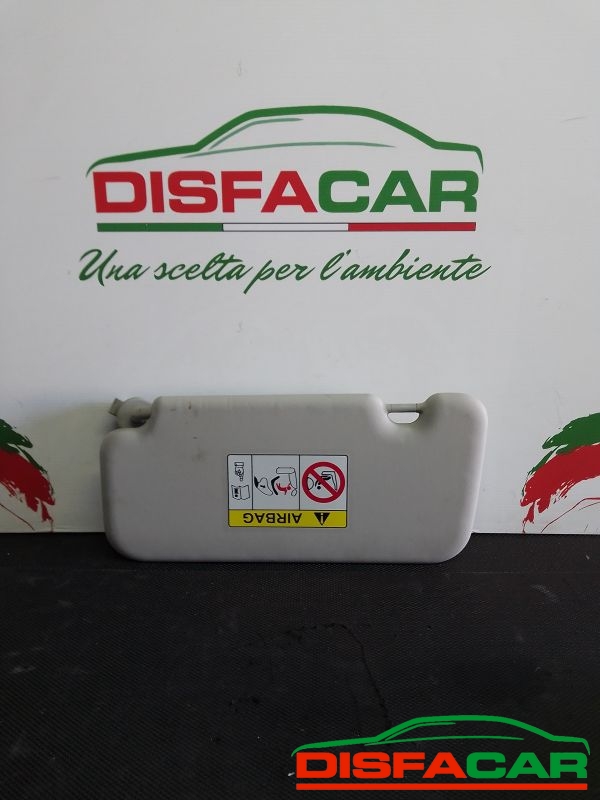 DISFACAR
Una scelta per l'ambiente
AIRBAG
DISFACAR